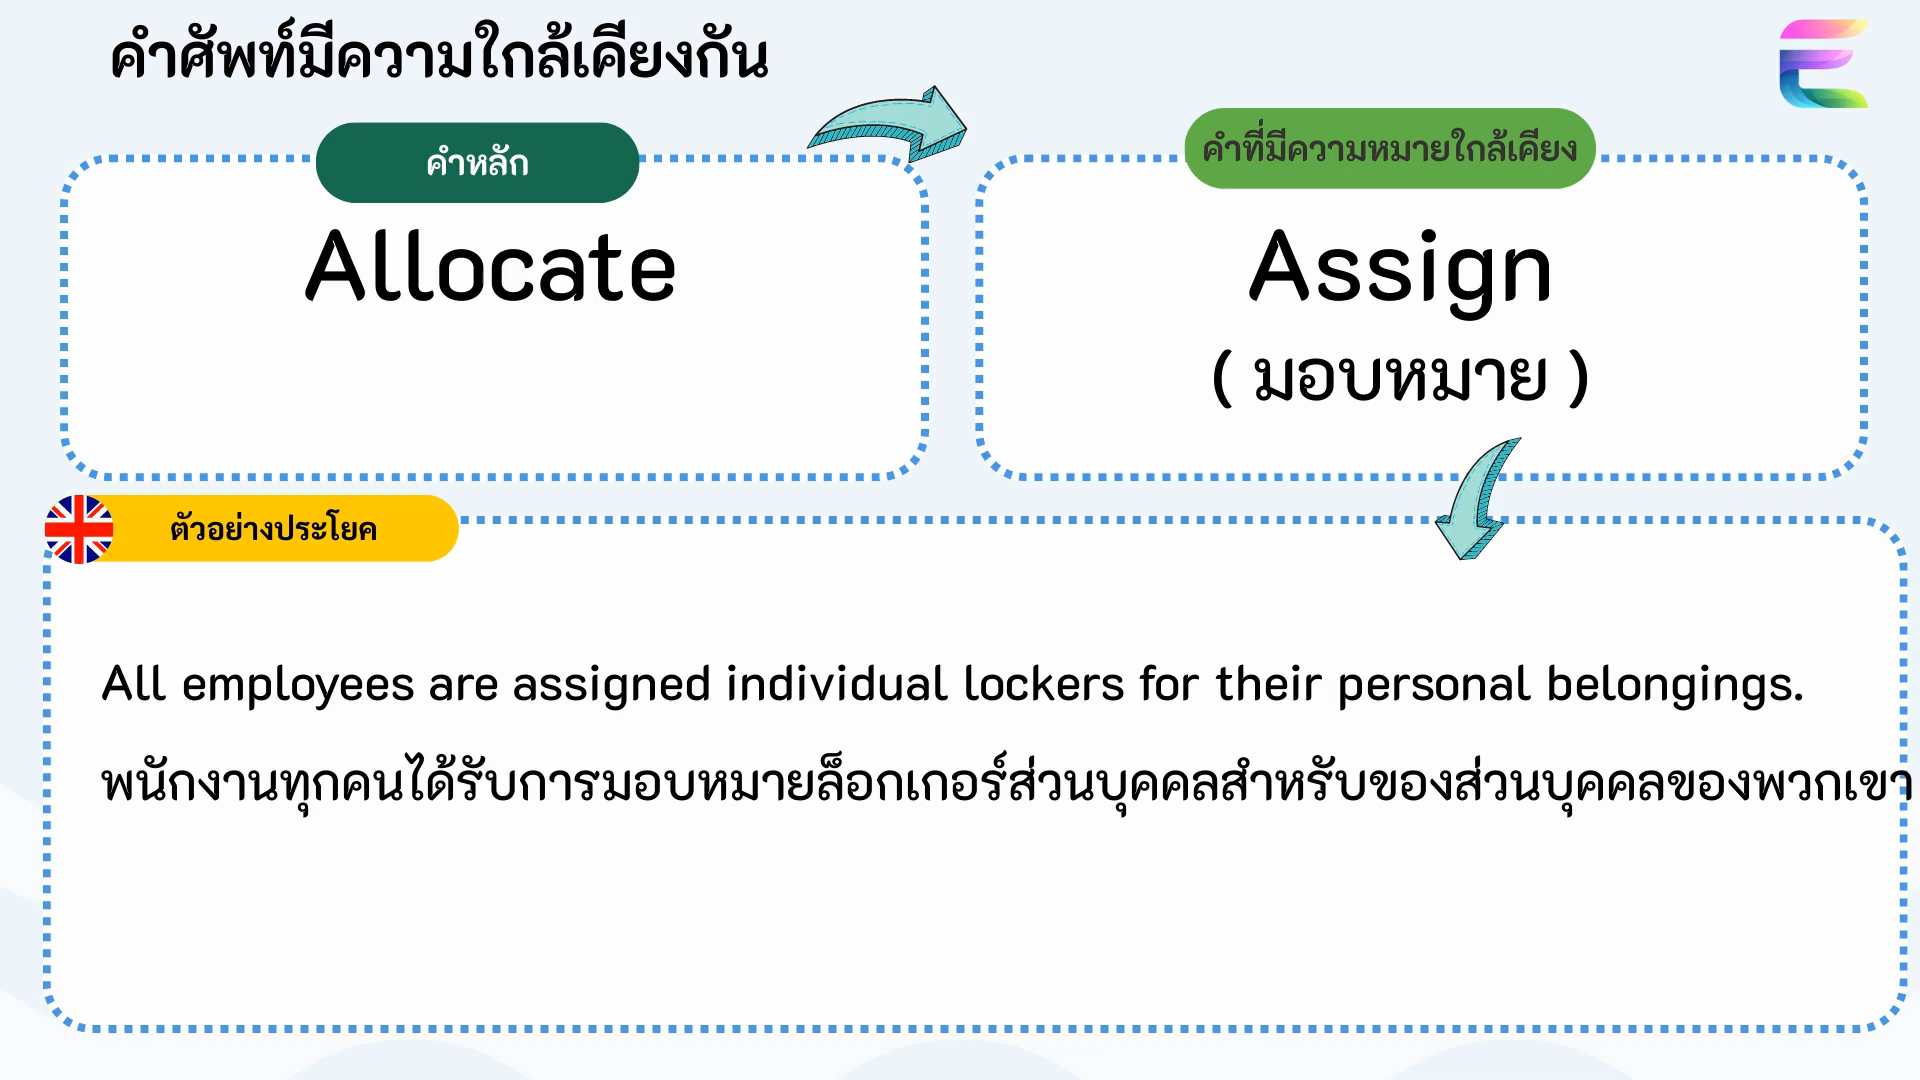 คำศัพท์มีความใกล้เคียงกัน
คำหลัก
Allocate
คำที่มีความหมายใกล้เคียง
Assign
( มอบหมาย )
ตัวอย่างประโยค
All employees are assigned individual lockers for their personal belongings.
พนักงานทุกคนได้รับการมอบหมายล็อกเกอร์ส่วนบุคคลสำหรับของส่วนบุคคลของพวกเขา